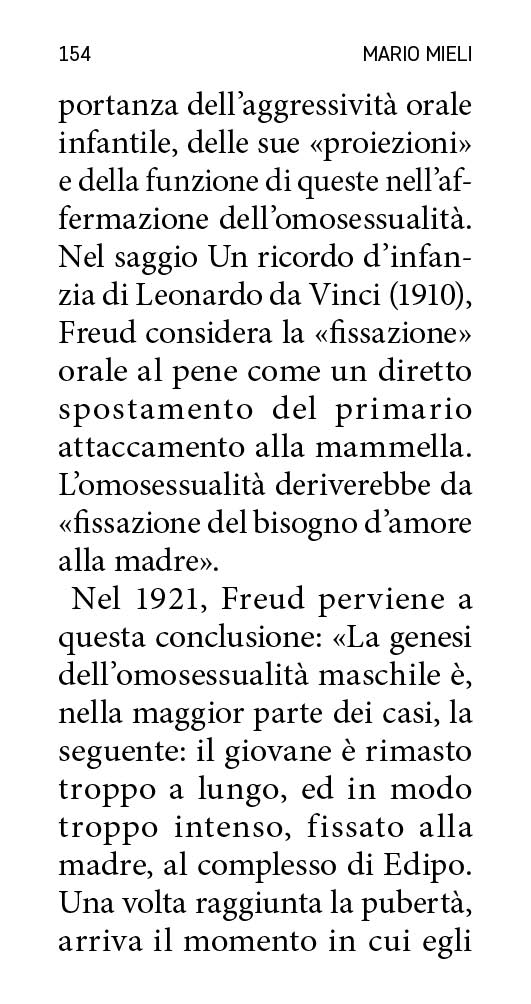 154 MARIO MIELI
portanza dell’aggressività orale
infantile, delle sue «proiezioni»
e della funzione di queste nell’af-
fermazione dell’omosessualità.
Nel saggio Un ricordo d’infan-
zia di Leonardo da Vinci (1910),
Freud considera la «fissazione»
orale al pene come un diretto
spostamento del primario
attaccamento alla mammella.
L’omosessualità deriverebbe da
«fissazione del bisogno d’amore
alla madre».
Nel 1921, Freud perviene a
questa conclusione: «La genesi
dell’omosessualità maschile è,
nella maggior parte dei casi, la
seguente: il giovane è rimasto
troppo a lungo, ed in modo
troppo intenso, fissato alla
madre, al complesso di Edipo.
Una volta raggiunta la pubertà,
arriva il momento in cui egli